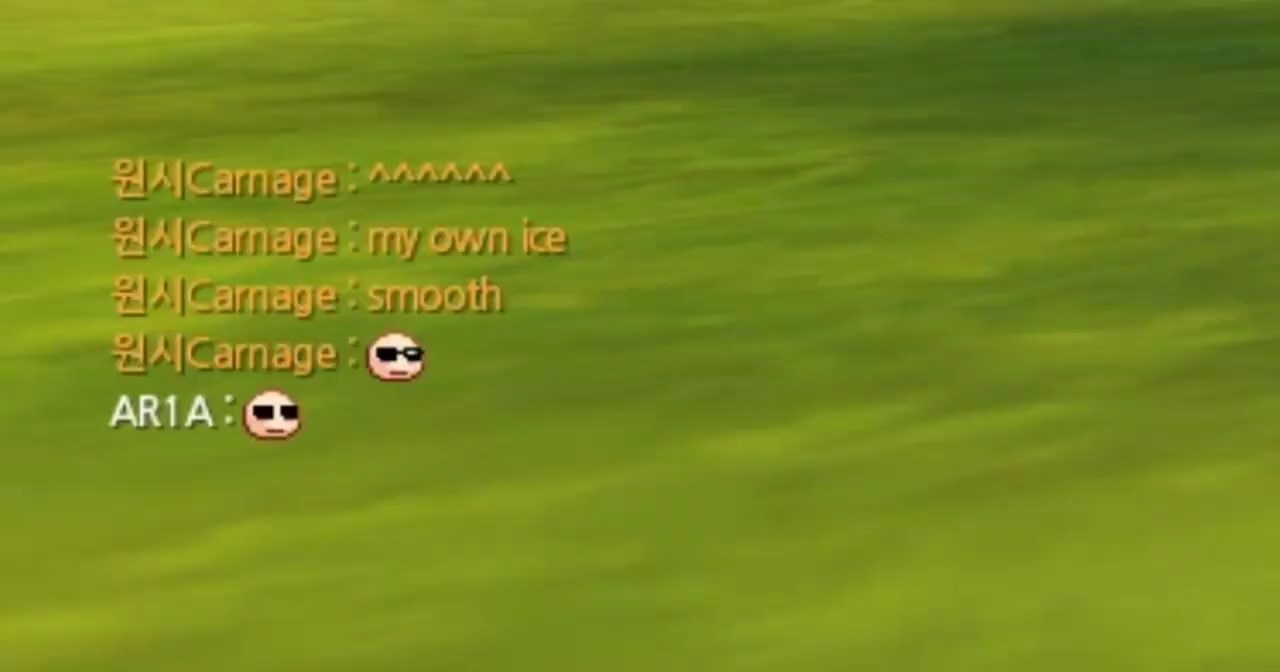 원시Carnage : ^^^^^^
원시Carnage : my own ice
원시Carnage : smooth
원시Carnage :
AR1A :